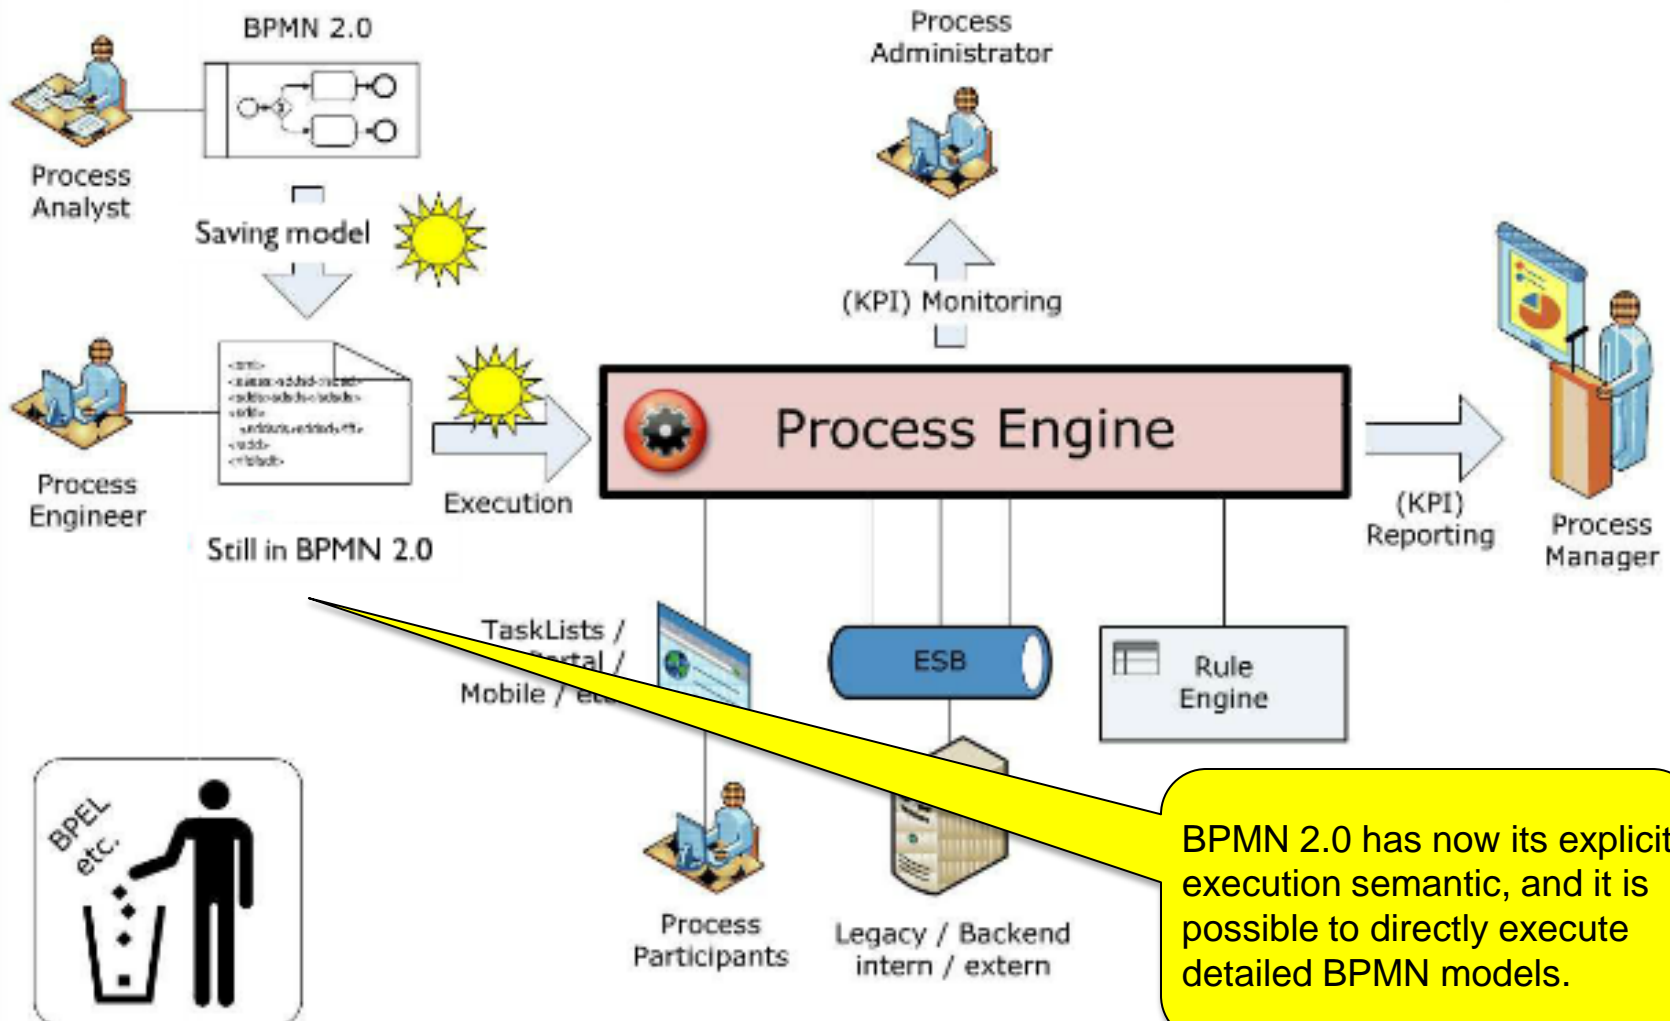 BPMN 2.0
Process
Analyst
Saving model
Process
Engineer
Still in BPMN 2.0
Execution
Process
Administrator
(KPI) Monitoring
Process Engine
(KPI)
Reporting
Process
Manager
TaskLists /
/
Mobile /
ESB
Rule
Engine
Process
Participants
Legacy / Backend
intern / extern
BPEL
etc.
BPMN 2.0 has now its explicit
execution semantic, and it is
possible to directly execute
detailed BPMN models.